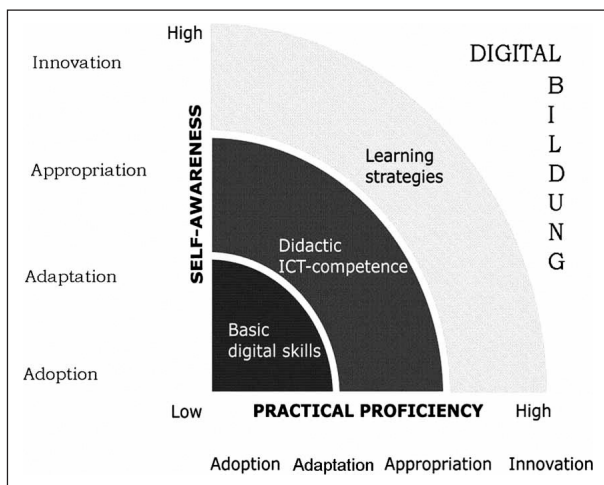 High
DIGITAL
BILDUNG
Innovation
Appropriation
Adaptation
Adoption
SELF-AWARENESS
Learning
strategies
Didactic
ICT-competence
Basic
digital skills
Low
PRACTICAL PROFICIENCY
High
Adoption Adaptation Appropriation Innovation